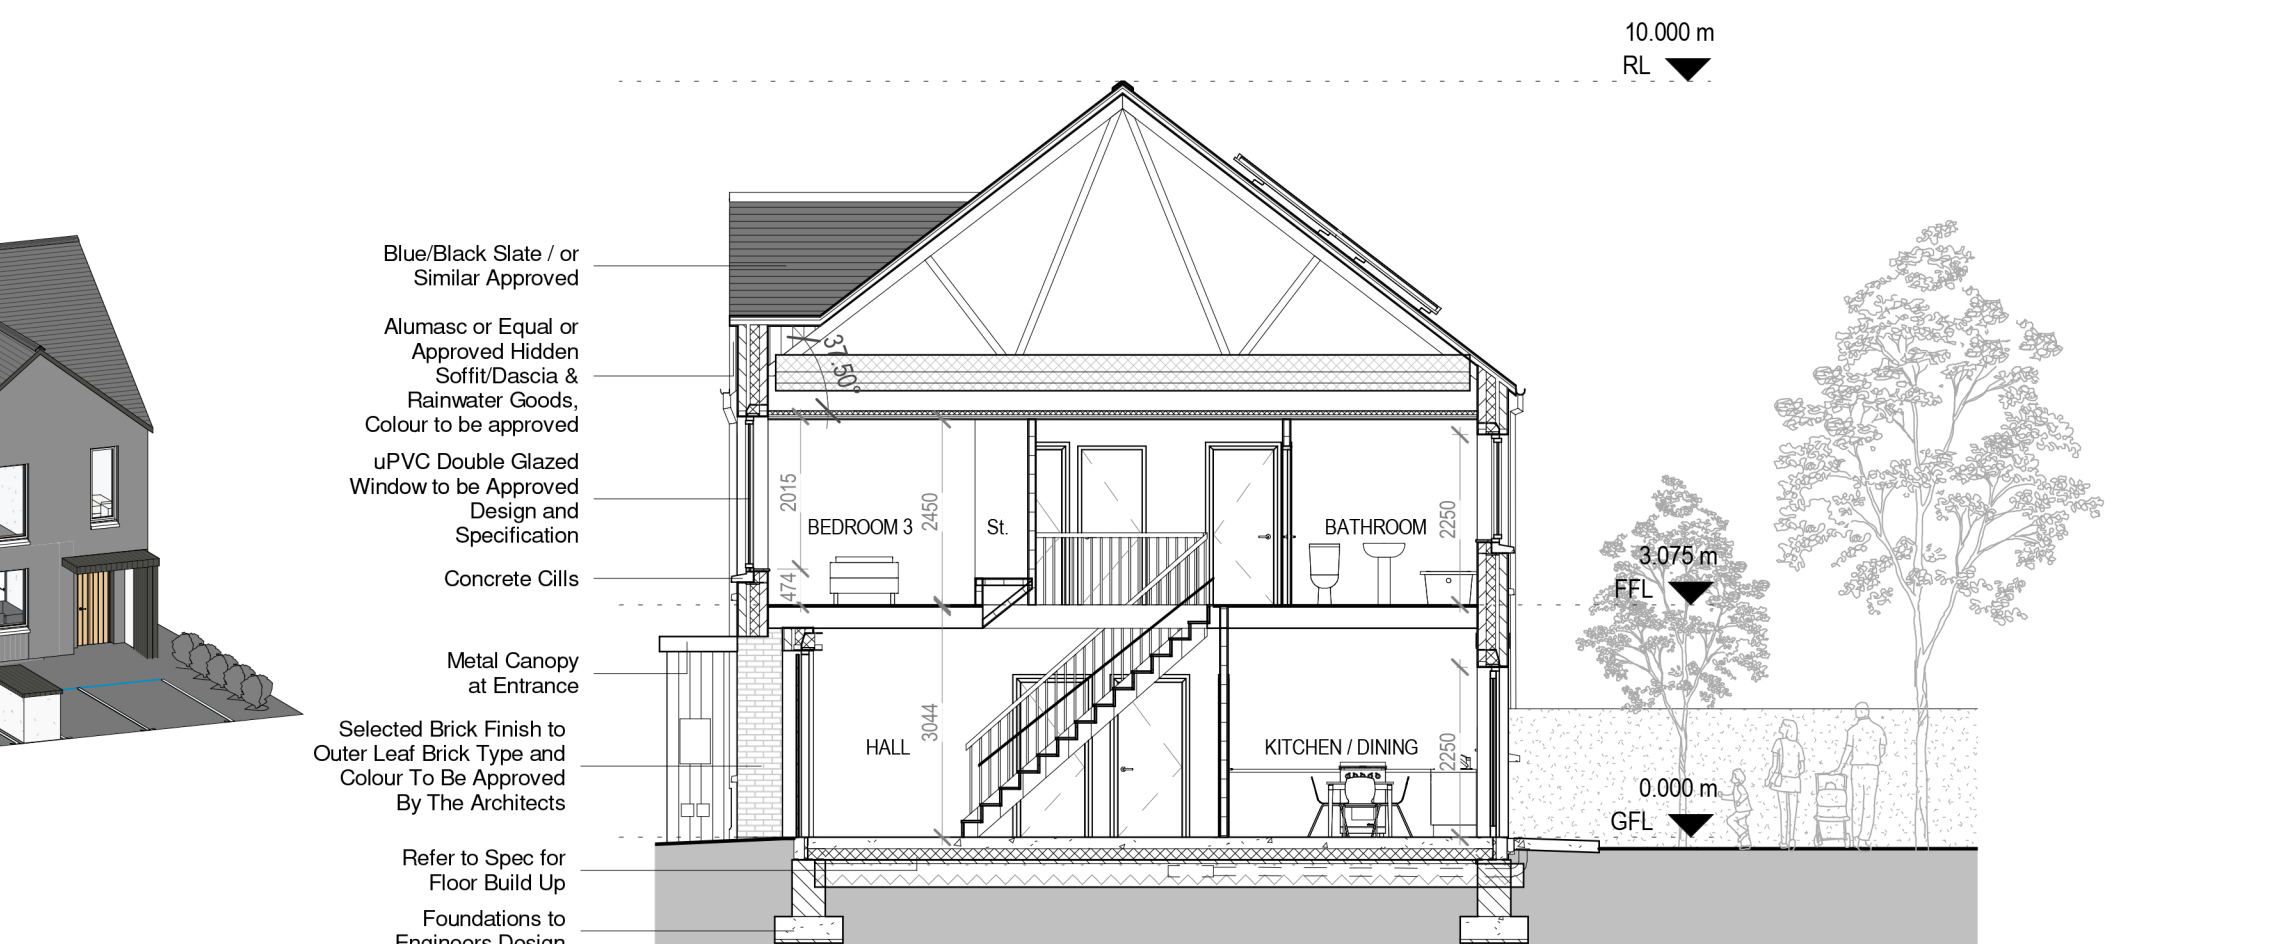 10.000 m
RL
Blue/Black Slate / or
Similar Approved
Alumasc or Equal or
Approved Hidden
Soffit/Dascia &
Rainwater Goods,
Colour to be approved
37.50°
uPVC Double Glazed
Window to be Approved
Design and
Specification
2015
BEDROOM 3
2450
St.
BATHROOM
2250
3.075 m
FFL
Concrete Cills
474
Metal Canopy
at Entrance
Selected Brick Finish to
Outer Leaf Brick Type and
Colour To Be Approved
By The Architects
HALL
3044
KITCHEN / DINING
2250
0.000 m
GFL
Refer to Spec for
Floor Build Up
Foundations to
Engineers Design